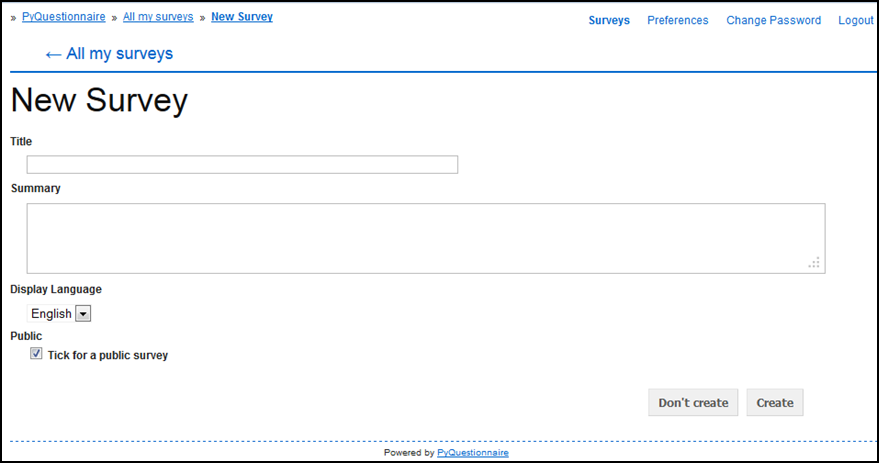 » PyQuestionnaire » All my surveys » New Survey
Surveys Preferences Change Password Logout
← All my surveys
New Survey
Title
Summary
Display Language
English
Public
Tick for a public survey
Don't create Create
Powered by PyQuestionnaire